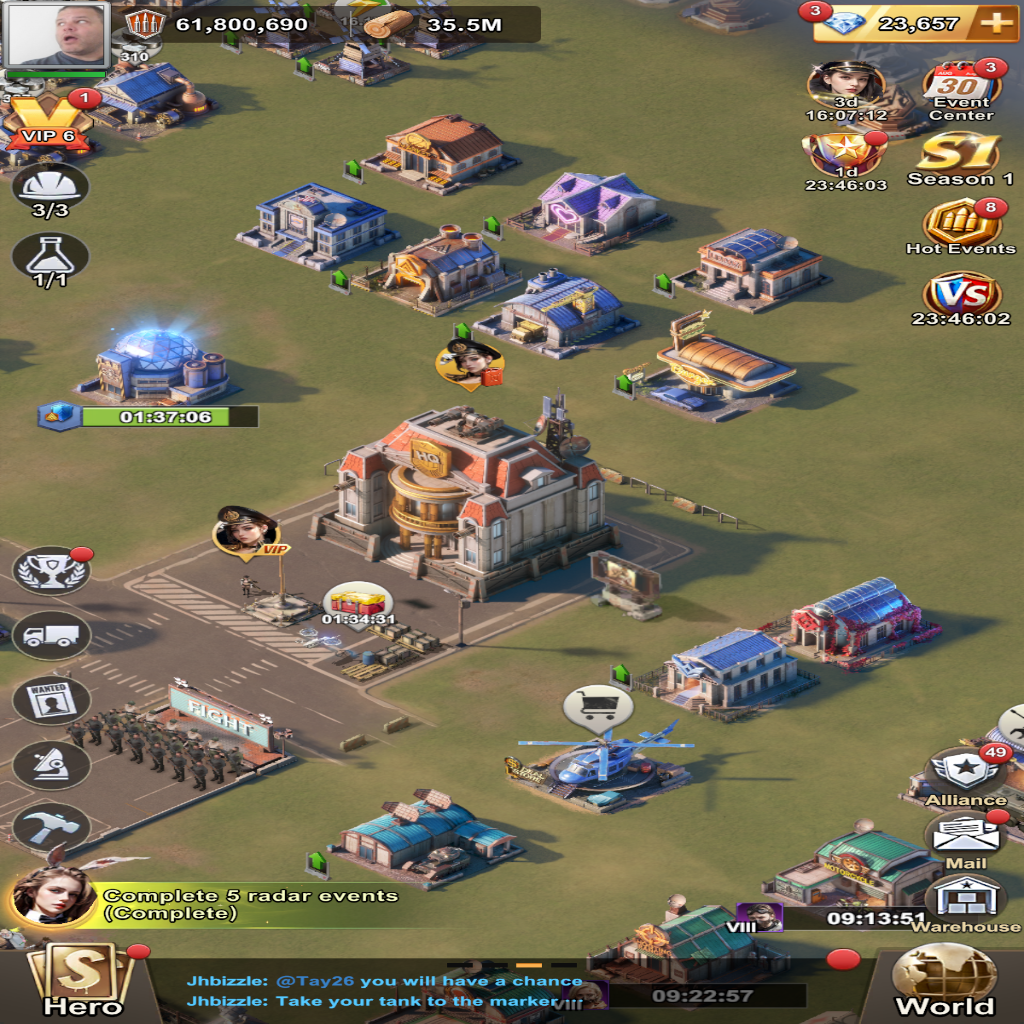 61,800,690
35.5M
3
23,657
310
1
VIP 6
3/3
1/1
3d
16:07:12
AUG
30
3
Event
Center
1d
23:46:03
S1
Season 1
8
Hot Events
VS
23:46:02
01:37:06
HQ
VIP
01:34:31
WANTED
FIGHT
49
Alliance
Mail
MOTORCYCLE
VIII
09:13:51
Warehouse
Complete 5 radar events
(Complete)
S
Hero
Jhbizzle: @Tay26 you will have a chance
Jhbizzle: Take your tank to the marker
VIII
09:22:57
World